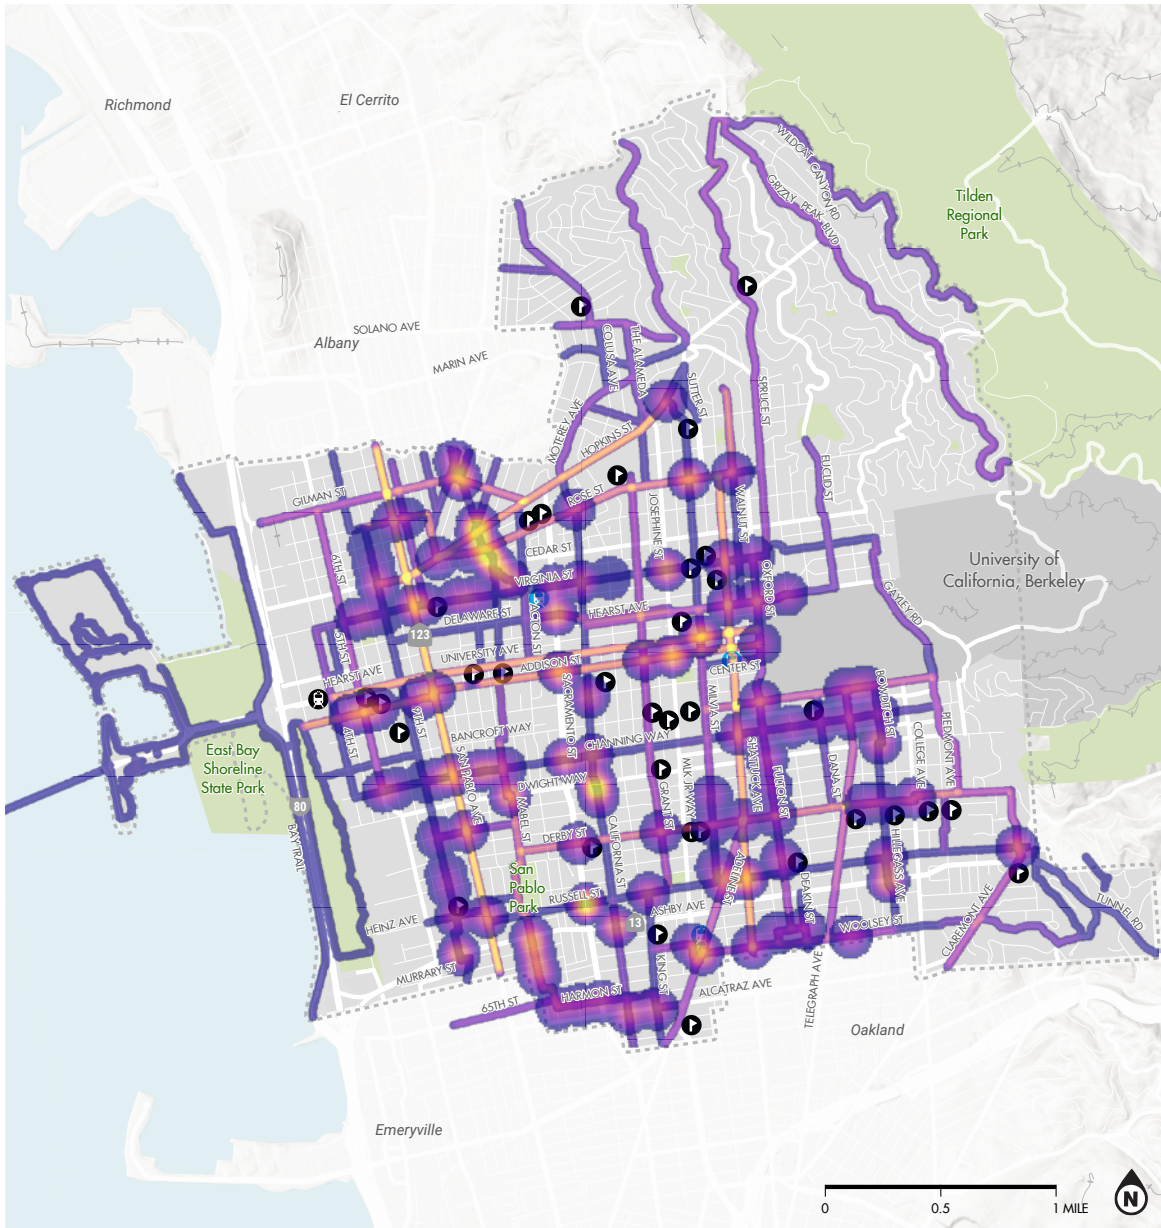 Richmond
El Cerrito
WILDCAT CANYON RD
GRIZZLY PEAK BLVD
Tilden
Regional
Park
SOLANO AVE
Albany
MARIN AVE
COLUSA AVE
THE ALAMEDA
SUTTER ST
SPRUCE ST
MOTEREY AVE
HOPKINS ST
EUCLID ST
GILMAN ST
ROSE ST
JOSEPHINE ST
WALNUT ST
CEDAR ST
6TH ST
VIRGINIA ST
OXFORD ST
University of
California, Berkeley
DELAWARE ST
ACTON ST
HEARST AVE
GAYLEY RD
5TH ST
123
UNIVERSITY AVE
ADDISON ST
CENTER ST
HEARST AVE
SACRAMENTO ST
MILVIA ST
BOWDITCH ST
9TH ST
4TH ST
BANCROFT WAY
CHANNING WAY
COLLEGE AVE
PIEDMONT AVE
East Bay
Shoreline
State Park
SAN PABLO AVE
DWIGHT WAY
SHATTUCK AVE
FULTON ST
DANA ST
80
MABEL ST
GRANT ST
MLK JR WAY
BAY TRAIL
DERBY ST
CALIFORNIA ST
HILLEGASS AVE
San
Pablo
Park
ADELINE ST
DEAKIN ST
RUSSELL ST
ASHBY AVE
13
HEINZ AVE
WOOLSEY ST
CLAREMONT AVE
TUNNEL RD
MURRARY ST
KING ST
ALCATRAZ AVE
TELEGRAPH AVE
65TH ST
HARMON ST
Oakland
Emeryville
0
0.5
1 MILE
N